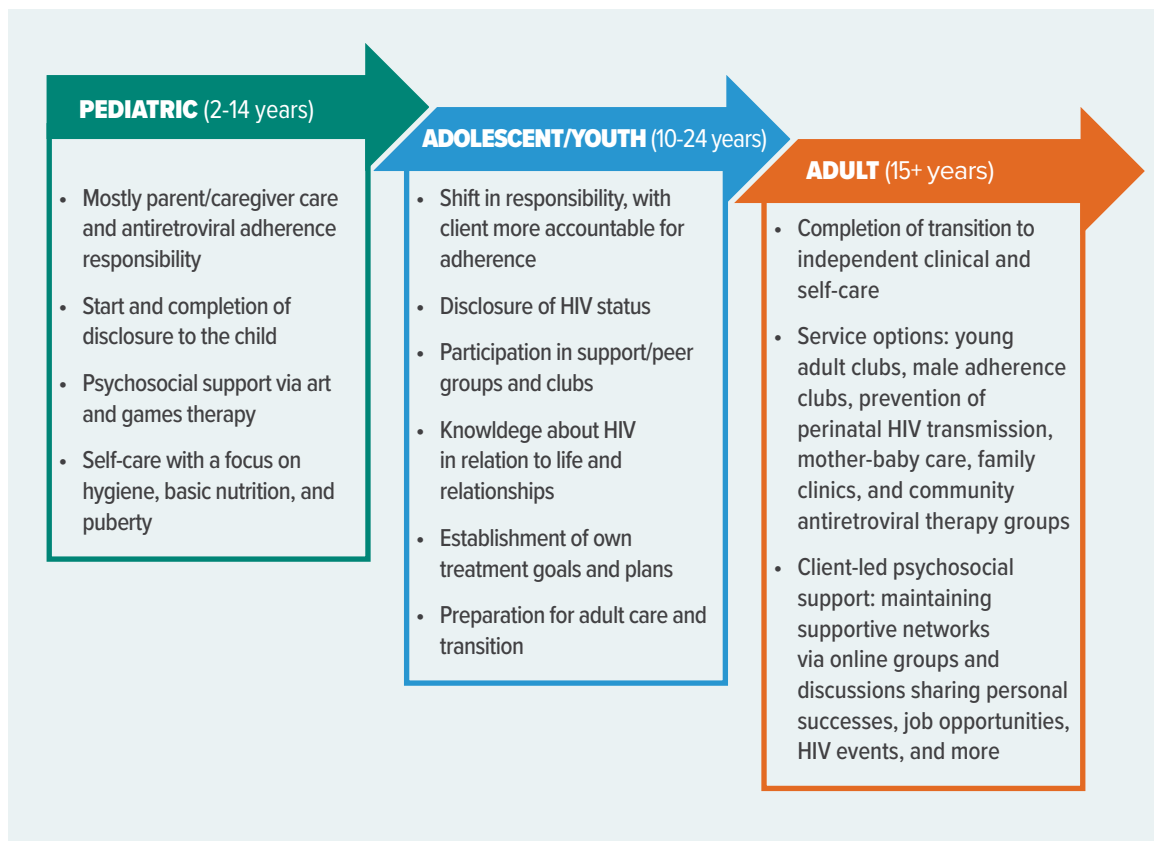 PEDIATRIC (2-14 years)
• Mostly parent/caregiver care
and antiretroviral adherence
responsibility
• Start and completion of
disclosure to the child
• Psychosocial support via art
and games therapy
• Self-care with a focus on
hygiene, basic nutrition, and
puberty
ADOLESCENT/YOUTH (10-24 years)
• Shift in responsibility, with
client more accountable for
adherence
• Disclosure of HIV status
• Participation in support/peer
groups and clubs
• Knowldege about HIV
in relation to life and
relationships
• Establishment of own
treatment goals and plans
• Preparation for adult care and
transition
ADULT (15+ years)
• Completion of transition to
independent clinical and
self-care
• Service options: young
adult clubs, male adherence
clubs, prevention of
perinatal HIV transmission,
mother-baby care, family
clinics, and community
antiretroviral therapy groups
• Client-led psychosocial
support: maintaining
supportive networks
via online groups and
discussions sharing personal
successes, job opportunities,
HIV events, and more